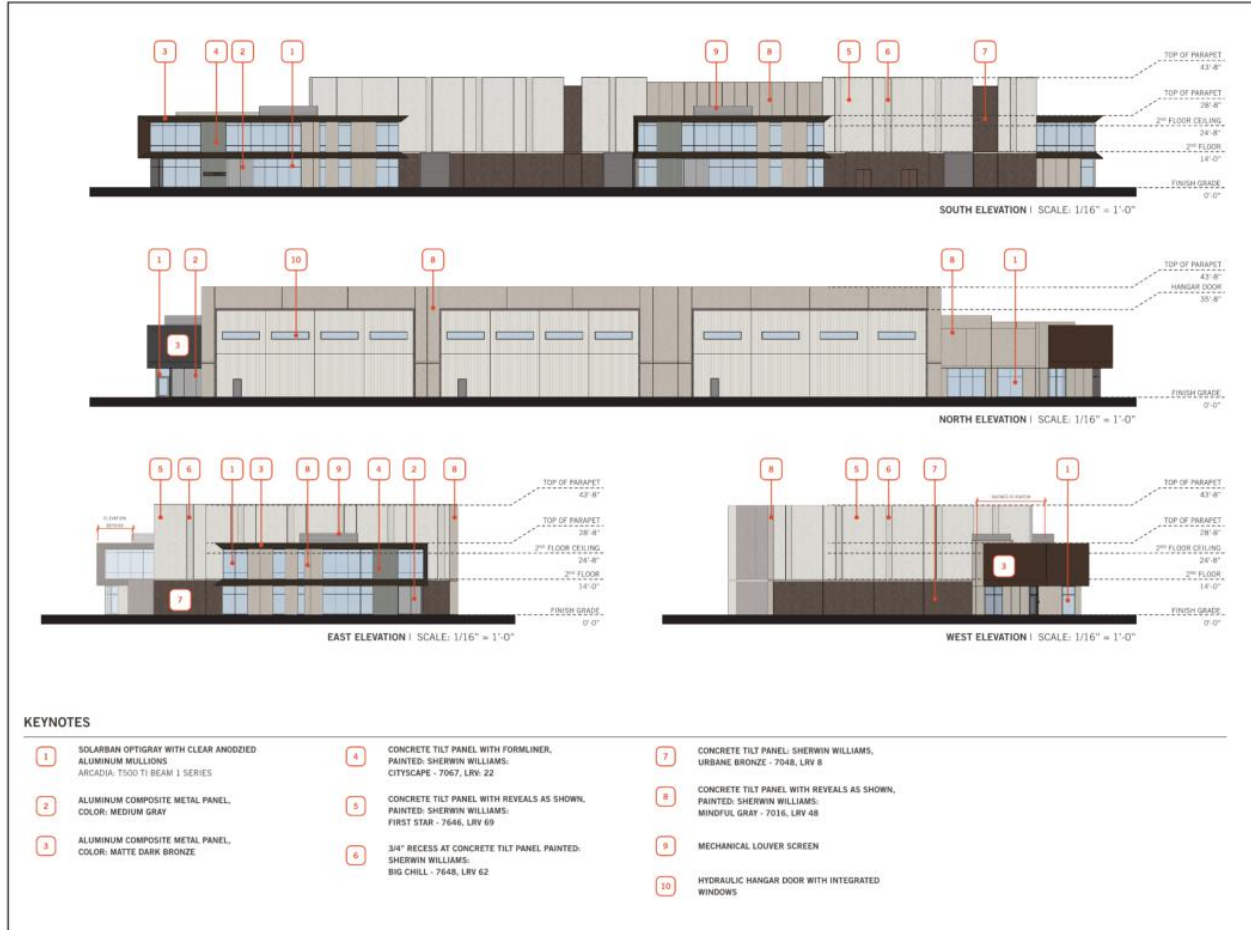 3 4 2 1 9 8 5 6 7
TOP OF PARAPET
43'-8"
TOP OF PARAPET
28'-8"
2ND FLOOR CEILING
24'-8"
2ND FLOOR
14'-0"
FINISH GRADE
0'-0"
SOUTH ELEVATION | SCALE: 1/16" = 1'-0"
1 2 10 8 8 1
TOP OF PARAPET
43'-8"
HANGAR DOOR
35'-8"
3
FINISH GRADE
0'-0"
NORTH ELEVATION | SCALE: 1/16" = 1'-0"
5 6 1 3 8 9 4 2 8
TOP OF PARAPET
43'-8"
TOP OF PARAPET
28'-8"
2ND FLOOR CEILING
24'-8"
2ND FLOOR
14'-0"
7
FINISH GRADE
0'-0"
EAST ELEVATION | SCALE: 1/16" = 1'-0"
8 5 6 7 1
TOP OF PARAPET
43'-8"
TOP OF PARAPET
28'-8"
2ND FLOOR CEILING
24'-8"
3
2ND FLOOR
14'-0"
FINISH GRADE
0'-0"
WEST ELEVATION | SCALE: 1/16" = 1'-0"
KEYNOTES
1
SOLARBAN OPTIGRAY WITH CLEAR ANODZIED
ALUMINUM MULLIONS
ARCADIA: T500 TI BEAM 1 SERIES
2
ALUMINUM COMPOSITE METAL PANEL,
COLOR: MEDIUM GRAY
3
ALUMINUM COMPOSITE METAL PANEL,
COLOR: MATTE DARK BRONZE
4
CONCRETE TILT PANEL WITH FORMLINER,
PAINTED: SHERWIN WILLIAMS:
CITYSCAPE - 7067, LRV: 22
5
CONCRETE TILT PANEL WITH REVEALS AS SHOWN,
PAINTED: SHERWIN WILLIAMS:
FIRST STAR - 7646, LRV 69
6
3/4" RECESS AT CONCRETE TILT PANEL PAINTED:
SHERWIN WILLIAMS:
BIG CHILL - 7648, LRV 62
7
CONCRETE TILT PANEL: SHERWIN WILLIAMS,
URBANE BRONZE - 7048, LRV 8
8
CONCRETE TILT PANEL WITH REVEALS AS SHOWN,
PAINTED: SHERWIN WILLIAMS:
MINDFUL GRAY - 7016, LRV 48
9
MECHANICAL LOUVER SCREEN
10
HYDRAULIC HANGAR DOOR WITH INTEGRATED
WINDOWS